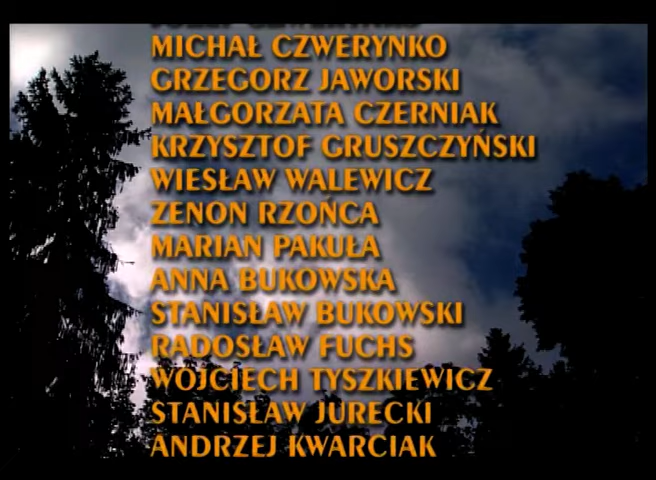 MICHAŁ CZWERYNKO
GRZEGORZ JAWORSKI
MAŁGORZATA CZERNIAK
KRZYSZTOF GRUSZCZYŃSKI
WIESŁAW WALEWICZ
ZENON RZOŃCA
MARIAN PAKUŁA
ANNA BUKOWSKA
STANISŁAW BUKOWSKI
RADOSŁAW FUCHS
WOJCIECH TYSZKIEWICZ
STANISŁAW JURECKI
ANDRZEJ KWARCIAK